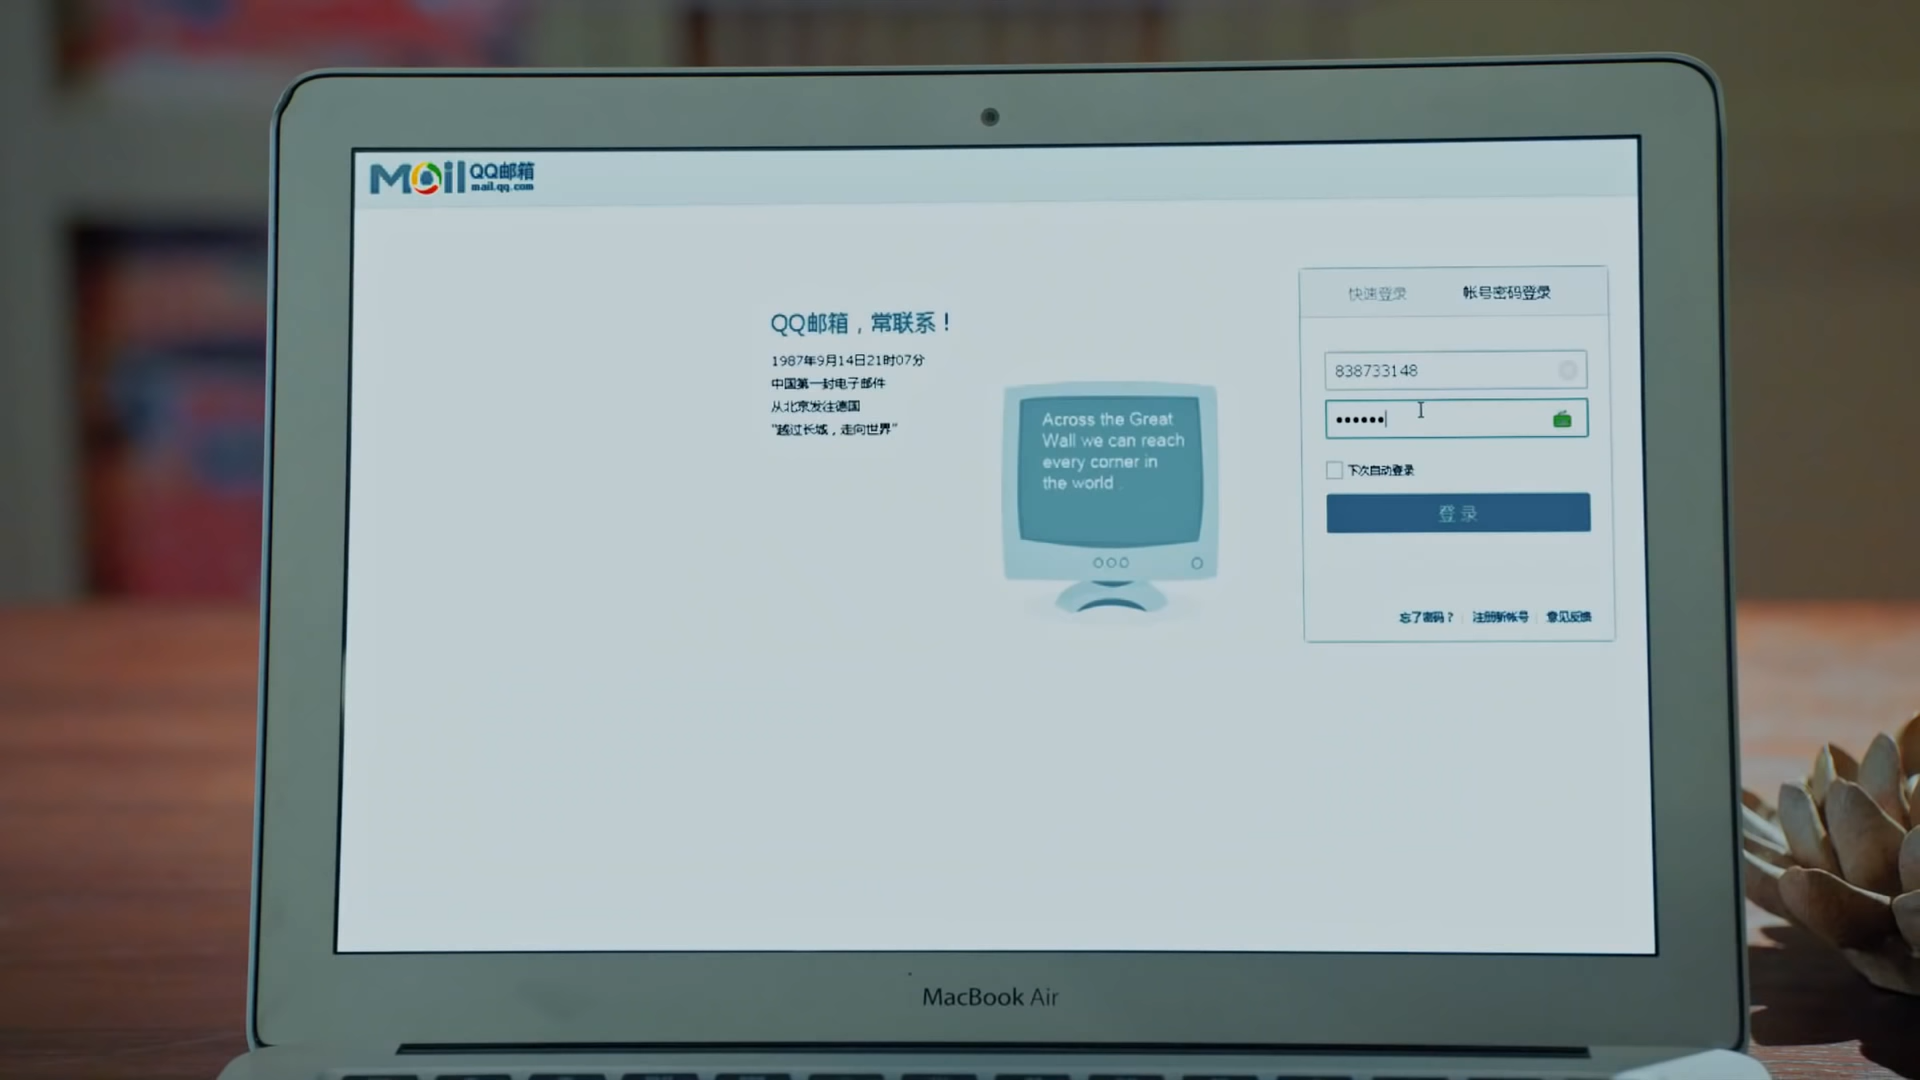 Mail QQ邮箱
mail.qq.com
快速登录 帐号密码登录
QQ邮箱，常联系！
1987年9月14日21时07分
中国第一封电子邮件
从北京发往德国
“越过长城，走向世界”
Across the Great
Wall we can reach
every corner in
the world
838733148
下次自动登录
登录
忘了密码？ 注册新帐号 意见反馈
MacBook Air